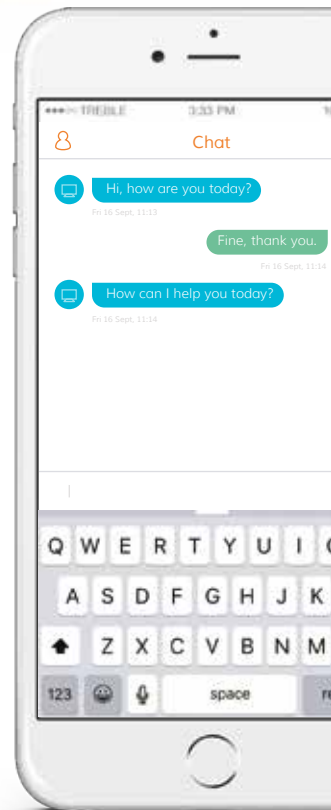 TREBLE 3:33 PM
Chat
Hi, how are you today?
Fri 16 Sept, 11:13
Fine, thank you.
Fri 16 Sept, 11:14
How can I help you today?
Fri 16 Sept, 11:14
Q W E R T Y U I
A S D F G H J K
Z X C V B N M
123 space